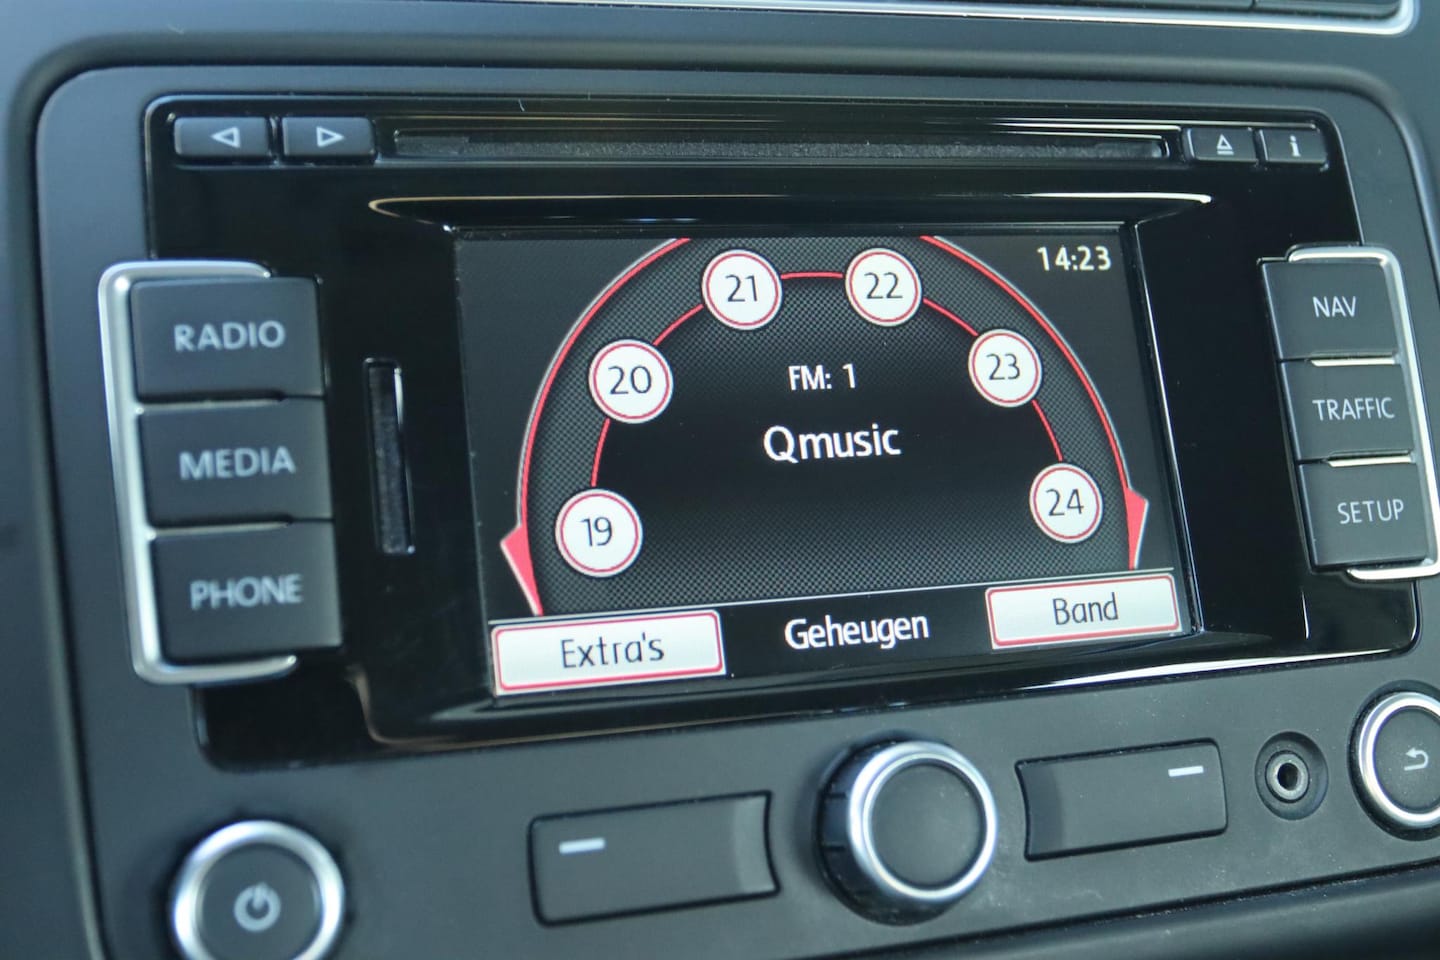 i
RADIO
MEDIA
PHONE
14:23
19
20
21
22
23
24
FM: 1
Qmusic
Extra's
Geheugen
Band
NAV
TRAFFIC
SETUP